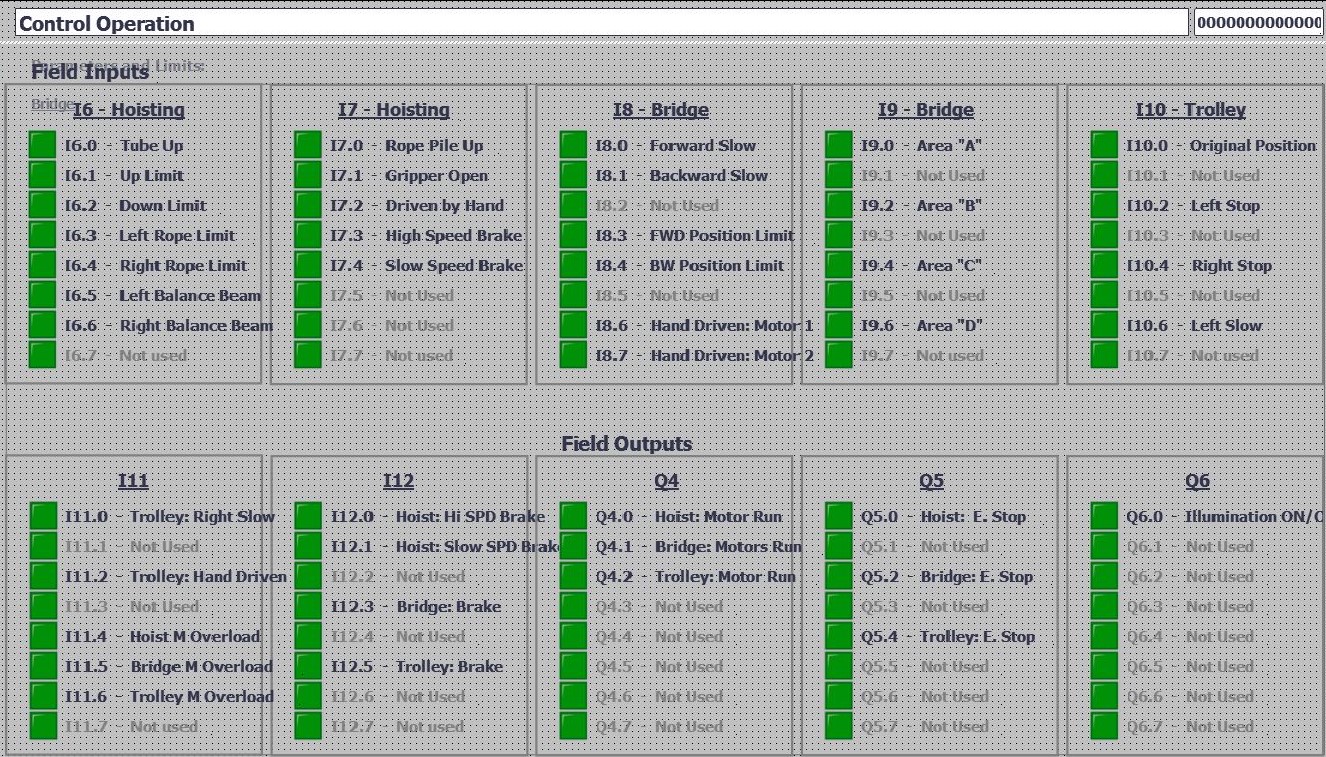 Control Operation
0000000000000
Parameters and Limits:
Field Inputs
Bridge
I6 - Hoisting
I6.0 - Tube Up
I6.1 - Up Limit
I6.2 - Down Limit
I6.3 - Left Rope Limit
I6.4 - Right Rope Limit
I6.5 - Left Balance Beam
I6.6 - Right Balance Beam
I6.7 - Not used
I7 - Hoisting
I7.0 - Rope Pile Up
I7.1 - Gripper Open
I7.2 - Driven by Hand
I7.3 - High Speed Brake
I7.4 - Slow Speed Brake
I7.5 - Not Used
I7.6 - Not Used
I7.7 - Not used
I8 - Bridge
I8.0 - Forward Slow
I8.1 - Backward Slow
I8.2 - Not Used
I8.3 - FWD Position Limit
I8.4 - BW Position Limit
I8.5 - Not Used
I8.6 - Hand Driven: Motor 1
I8.7 - Hand Driven: Motor 2
I9 - Bridge
I9.0 - Area "A"
I9.1 - Not Used
I9.2 - Area "B"
I9.3 - Not Used
I9.4 - Area "C"
I9.5 - Not Used
I9.6 - Area "D"
I9.7 - Not used
I10 - Trolley
I10.0 - Original Position
I10.1 - Not Used
I10.2 - Left Stop
I10.3 - Not Used
I10.4 - Right Stop
I10.5 - Not Used
I10.6 - Left Slow
I10.7 - Not used
Field Outputs
I11
I11.0 - Trolley: Right Slow
I11.1 - Not Used
I11.2 - Trolley: Hand Driven
I11.3 - Not Used
I11.4 - Hoist M Overload
I11.5 - Bridge M Overload
I11.6 - Trolley M Overload
I11.7 - Not used
I12
I12.0 - Hoist: Hi SPD Brake
I12.1 - Hoist: Slow SPD Brake
I12.2 - Not Used
I12.3 - Bridge: Brake
I12.4 - Not Used
I12.5 - Trolley: Brake
I12.6 - Not Used
I12.7 - Not used
Q4
Q4.0 - Hoist: Motor Run
Q4.1 - Bridge: Motors Run
Q4.2 - Trolley: Motor Run
Q4.3 - Not Used
Q4.4 - Not Used
Q4.5 - Not Used
Q4.6 - Not Used
Q4.7 - Not Used
Q5
Q5.0 - Hoist: E. Stop
Q5.1 - Not Used
Q5.2 - Bridge: E. Stop
Q5.3 - Not Used
Q5.4 - Trolley: E. Stop
Q5.5 - Not Used
Q5.6 - Not Used
Q5.7 - Not Used
Q6
Q6.0 - Illumination ON/O
Q6.1 - Not Used
Q6.2 - Not Used
Q6.3 - Not Used
Q6.4 - Not Used
Q6.5 - Not Used
Q6.6 - Not Used
Q6.7 - Not Used